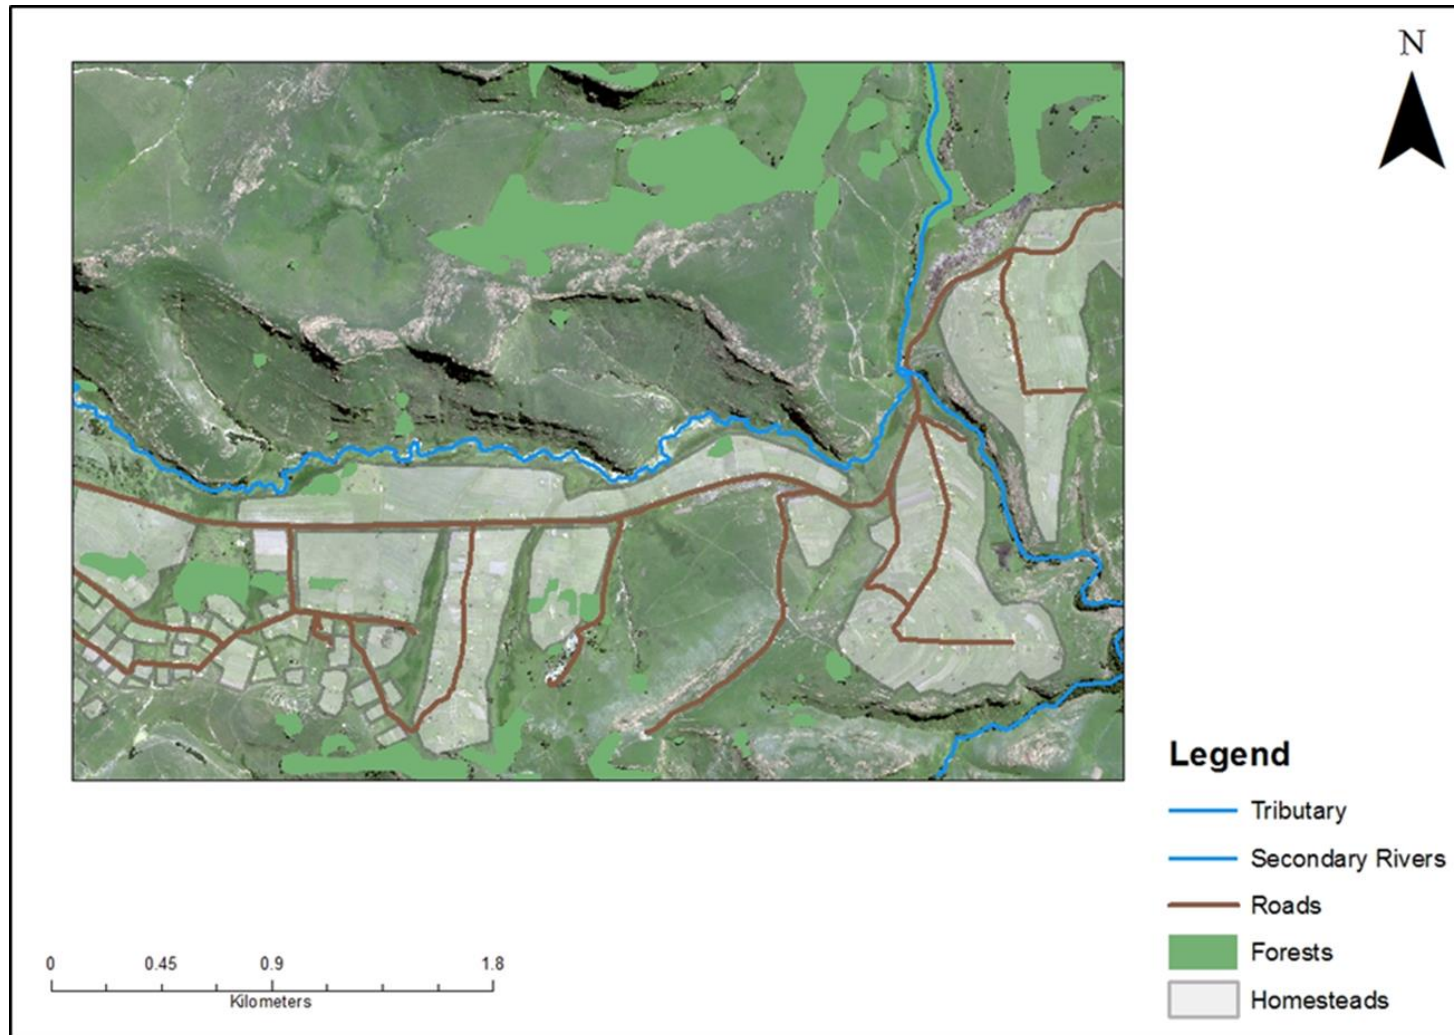 N
Legend
Tributary
Secondary Rivers
Roads
Forests
Homesteads
0 0.45 0.9 1.8
Kilometers